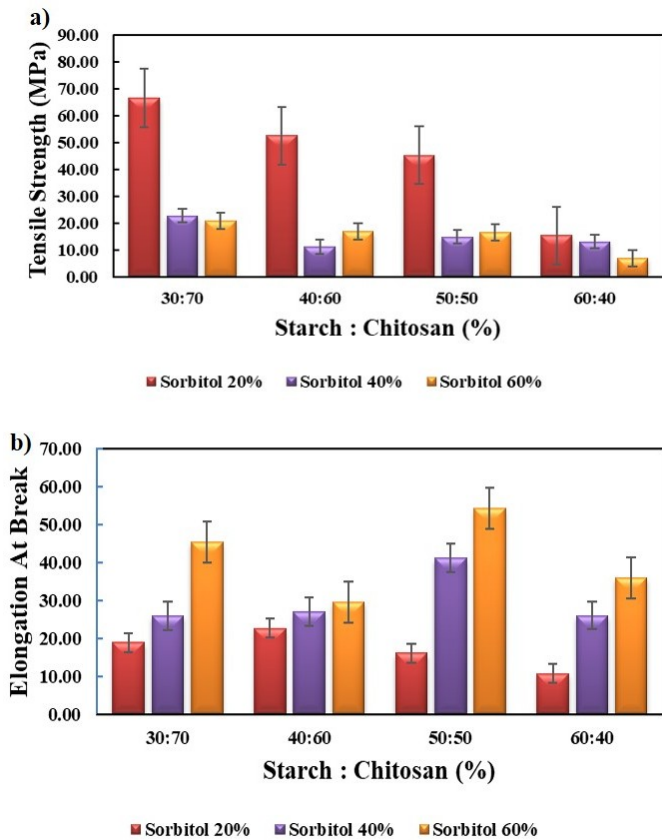 a)
90.00
80.00
70.00
60.00
50.00
40.00
30.00
20.00
10.00
0.00
Tensile Strength (MPa)
30:70 40:60 50:50 60:40
Starch : Chitosan (%)
Sorbitol 20% Sorbitol 40% Sorbitol 60%
b)
70.00
60.00
50.00
40.00
30.00
20.00
10.00
0.00
Elongation At Break
30:70 40:60 50:50 60:40
Starch : Chitosan (%)
Sorbitol 20% Sorbitol 40% Sorbitol 60%